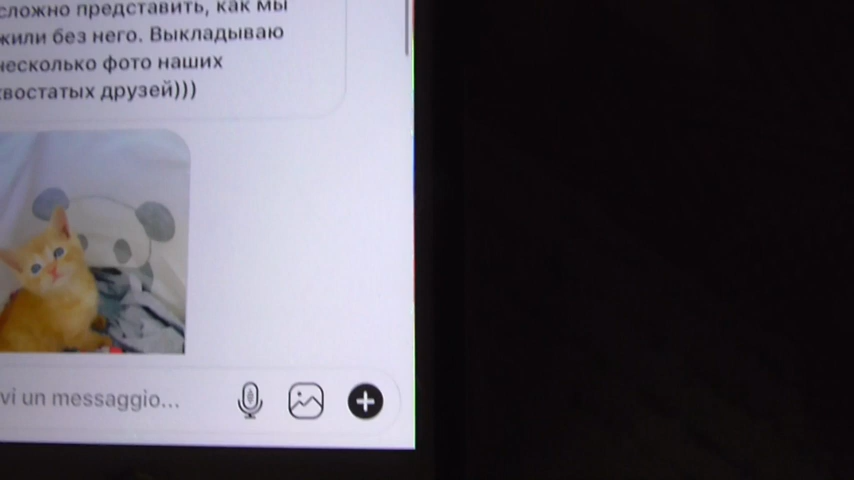 сложно представить, как мы
жили без него. Выкладываю
несколько фото наших
хвостатых друзей)))
vi un messaggio...